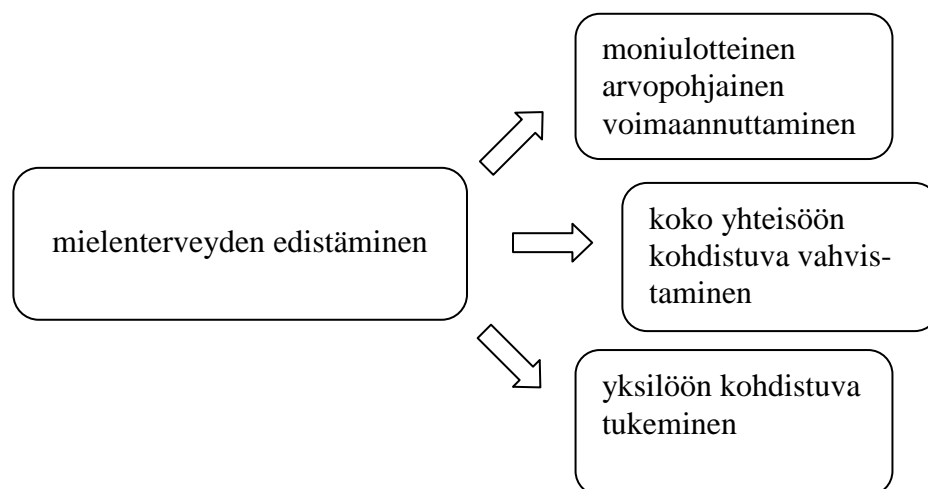 moniulotteinen
arvopohjainen
voimaannuttaminen
mielenterveyden edistäminen
koko yhteisöön
kohdistuva vahvis-
taminen
yksilöön kohdistuva
tukeminen